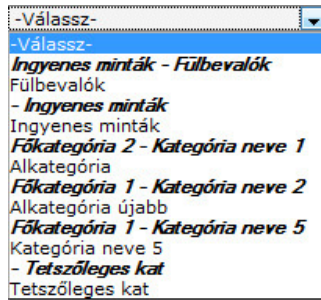 -Válassz-
-Válassz-
Ingyenes minták - Fülbevalók
Fülbevalók
- Ingyenes minták
Ingyenes minták
Főkategória 2 - Kategória neve 1
Alkategória
Főkategória 1 - Kategória neve 2
Alkategória újabb
Főkategória 1 - Kategória neve 5
Kategória neve 5
- Tetszőleges kat
Tetszőleges kat